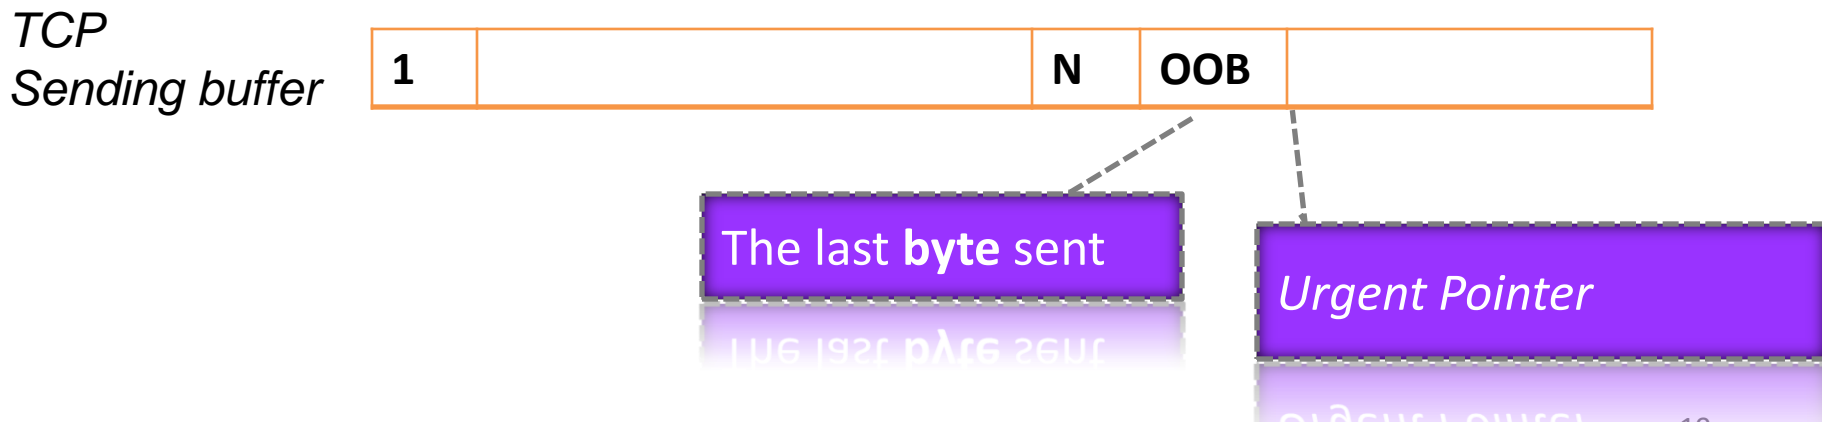 TCP
Sending buffer
1 N OOB
The last byte sent
Urgent Pointer